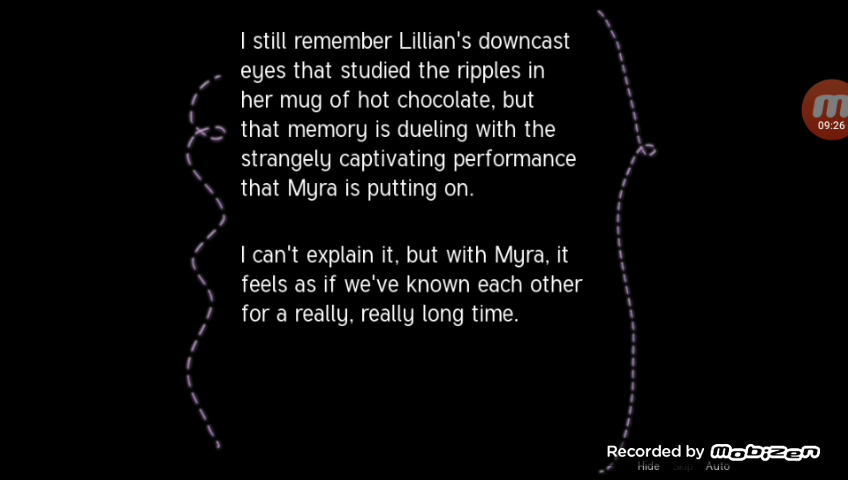 I still remember Lillian's downcast
eyes that studied the ripples in
her mug of hot chocolate, but
that memory is dueling with the
strangely captivating performance
that Myra is putting on.
I can't explain it, but with Myra, it
feels as if we've known each other
for a really, really long time.
09:26
Recorded by mobizen
Hide Skip Auto